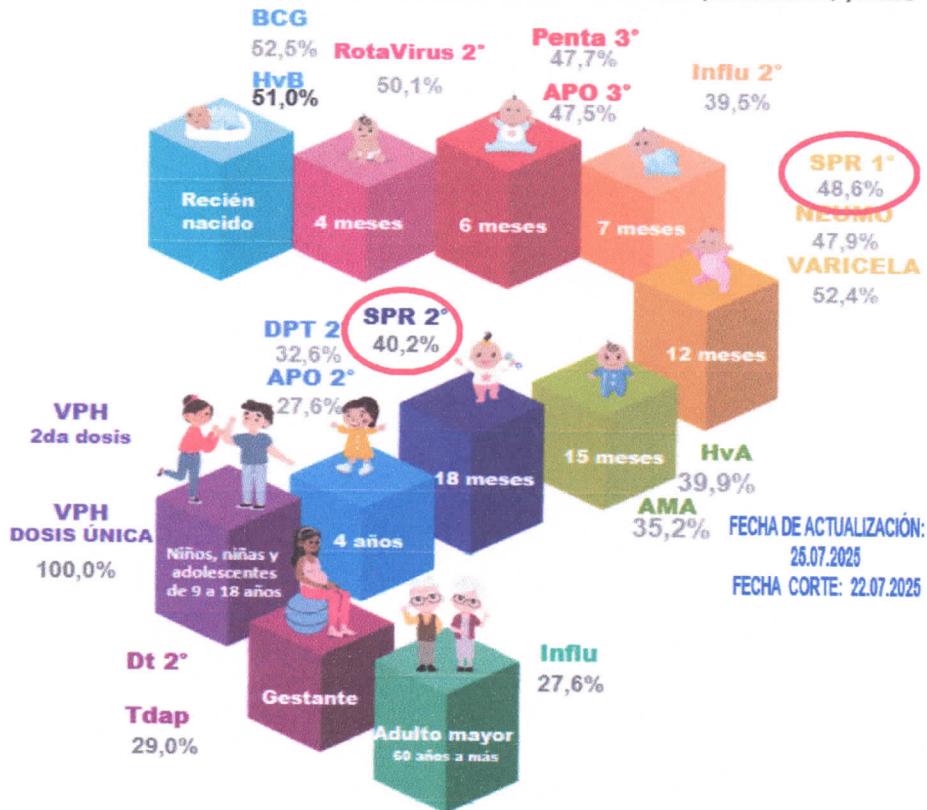 BCG
52,5%
HvB
51,0%
RotaVirus 2°
50,1%
Penta 3°
47,7%
APO 3°
47,5%
Influ 2°
39,5%
SPR 1°
48,6%
NEUMO
47,9%
VARICELA
52,4%
Recién
nacido
4 meses
6 meses
7 meses
12 meses
DPT 2
32,6%
APO 2°
27,6%
SPR 2°
40,2%
18 meses
15 meses
HvA
39,9%
AMA
35,2%
VPH
2da dosis
VPH
DOSIS ÚNICA
100,0%
Niños, niñas y
adolescentes
de 9 a 18 años
4 años
FECHA DE ACTUALIZACIÓN:
25.07.2025
FECHA CORTE: 22.07.2025
Dt 2°
Tdap
29,0%
Gestante
Adulto mayor
60 años a más
Influ
27,6%